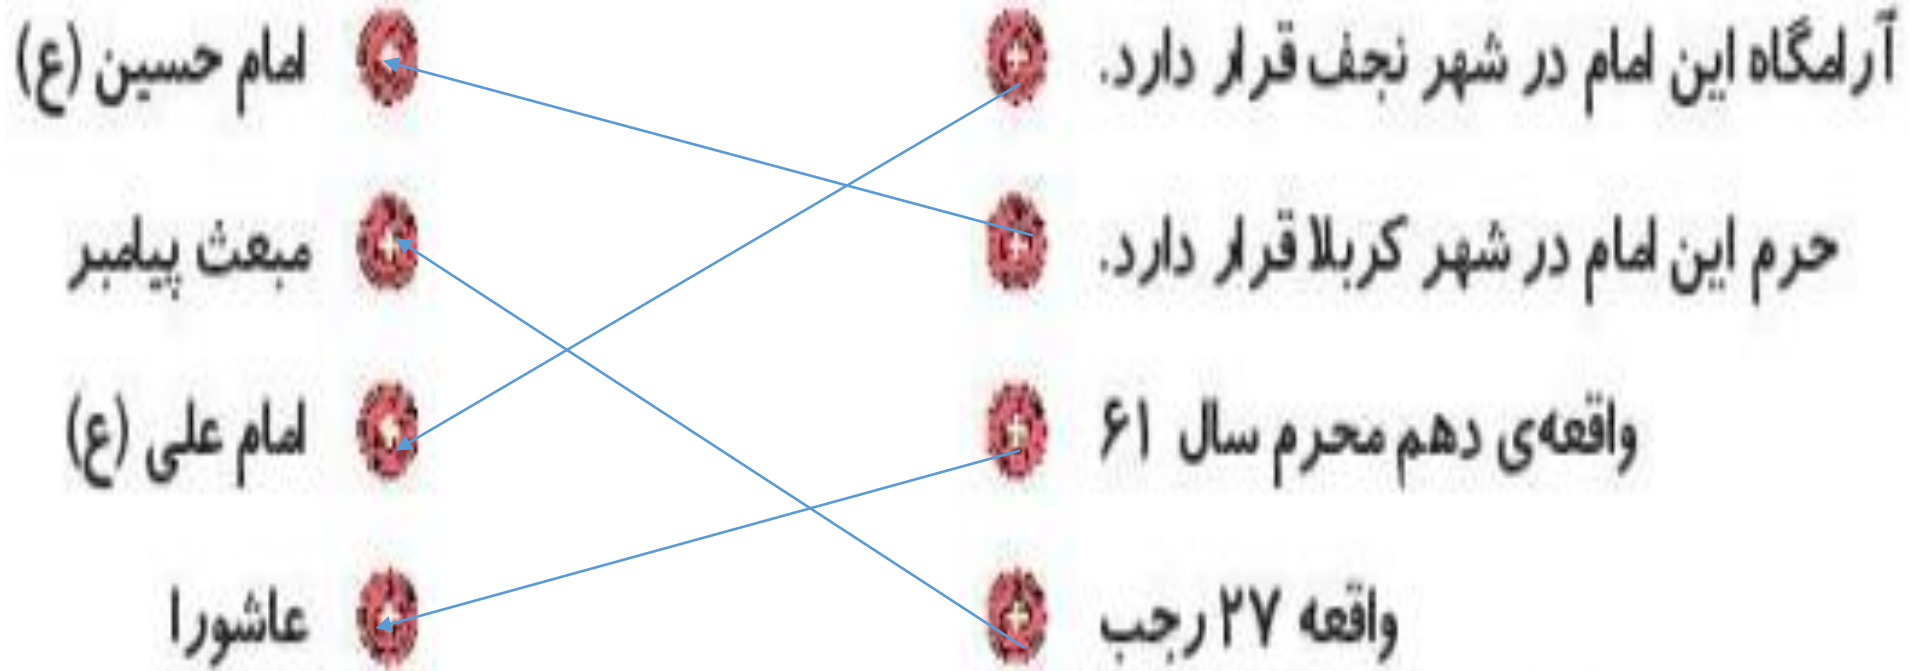 آرامگاه این امام در شهر نجف قرار دارد.
امام حسین (ع)
حرم این امام در شهر کربلا قرار دارد.
مبعث پیامبر
واقعه‌ی دهم محرم سال ۶۱
امام علی (ع)
واقعه ۲۷ رجب
عاشورا